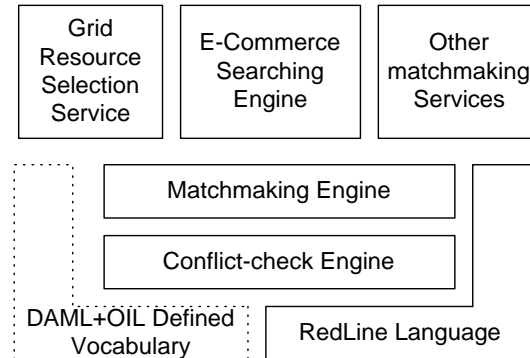 Grid
Resource
Selection
Service
E-Commerce
Searching
Engine
Other
matchmaking
Services
Matchmaking Engine
Conflict-check Engine
DAML+OIL Defined
Vocabulary
RedLine Language